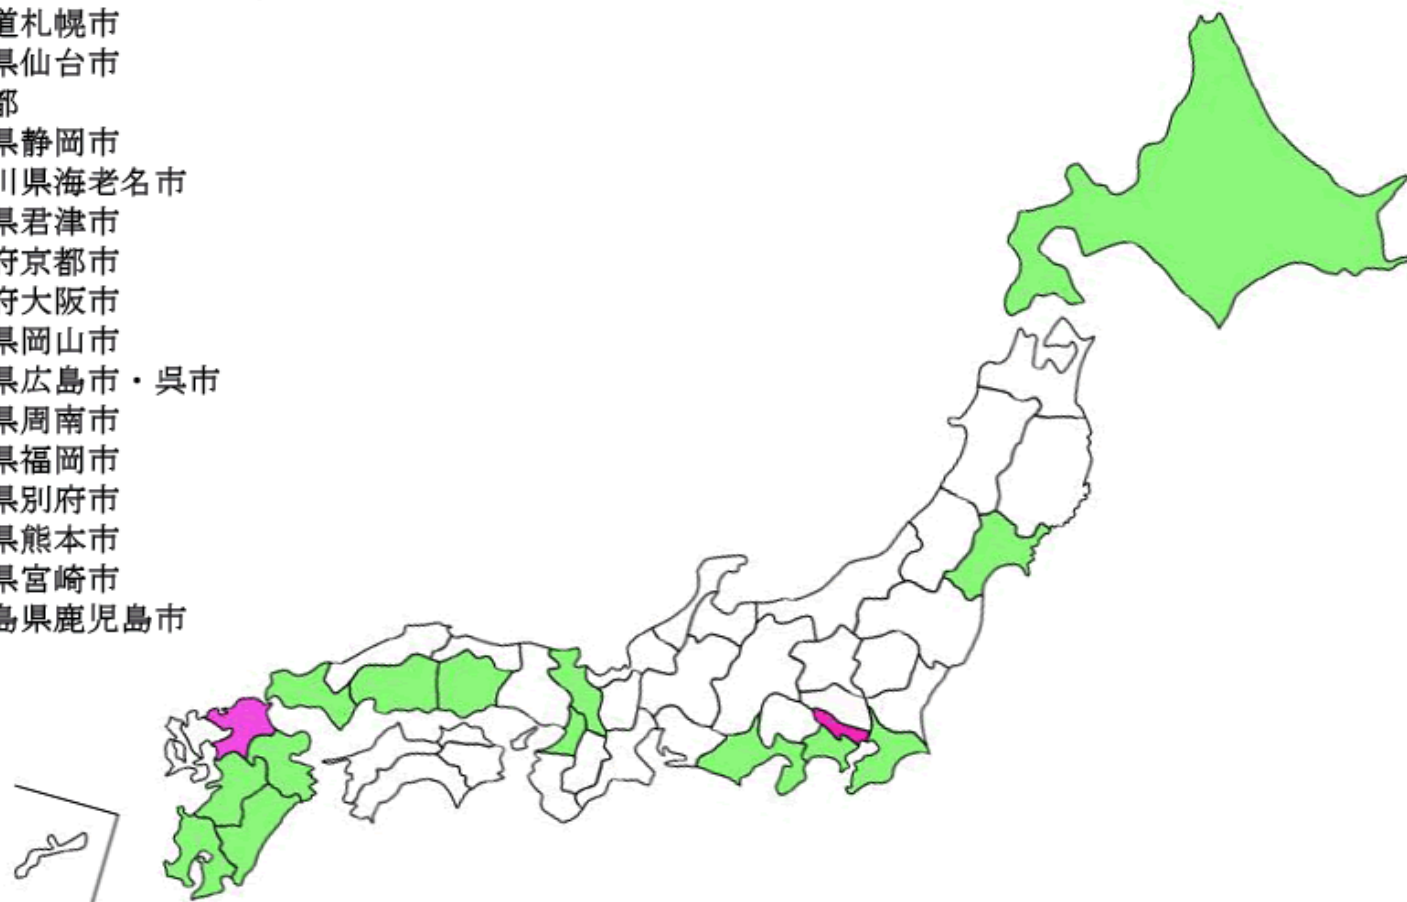 道札幌市
県仙台市
都
県静岡市
川県海老名市
県君津市
府京都市
府大阪市
県岡山市
県広島市・呉市
県周南市
県福岡市
県別府市
県熊本市
県宮崎市
島県鹿児島市